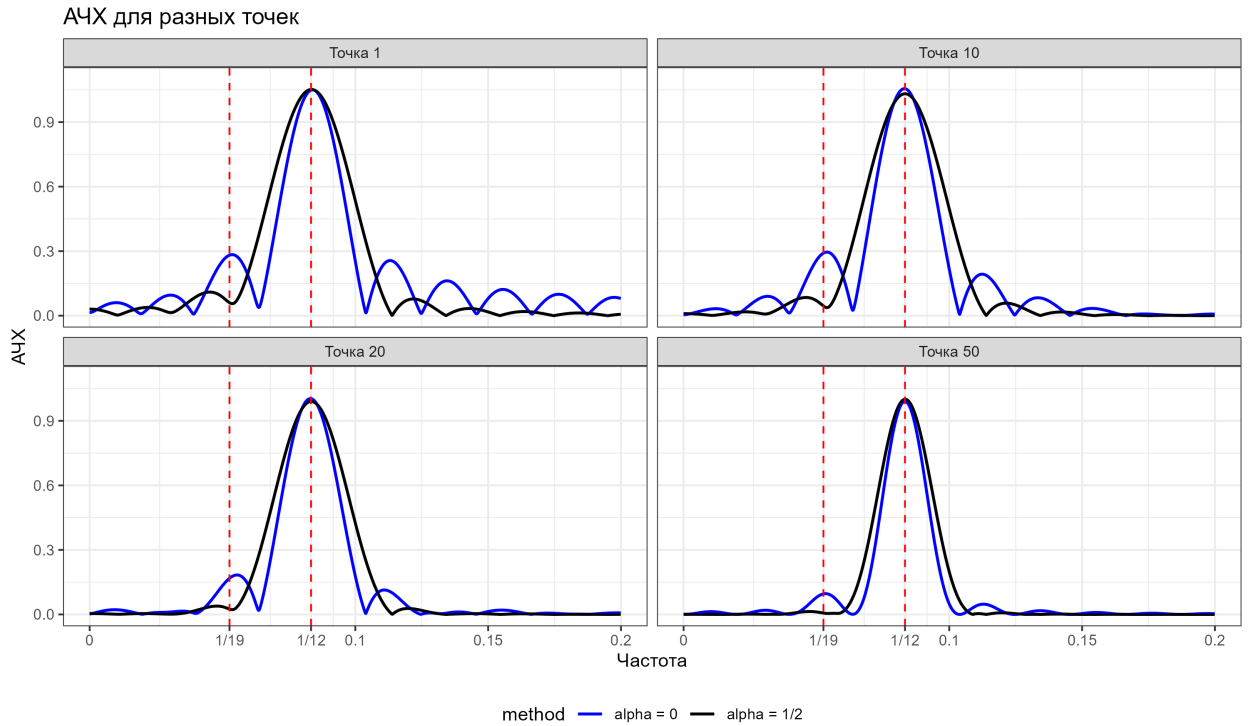 АЧХ для разных точек
Точка 1
Точка 10
0.9
0.6
0.3
0.0
АЧХ
Точка 20
Точка 50
0.9
0.6
0.3
0.0
0 1/19 1/12 0.1 0.15 0.2
0 1/19 1/12 0.1 0.15 0.2
Частота
method alpha = 0 alpha = 1/2